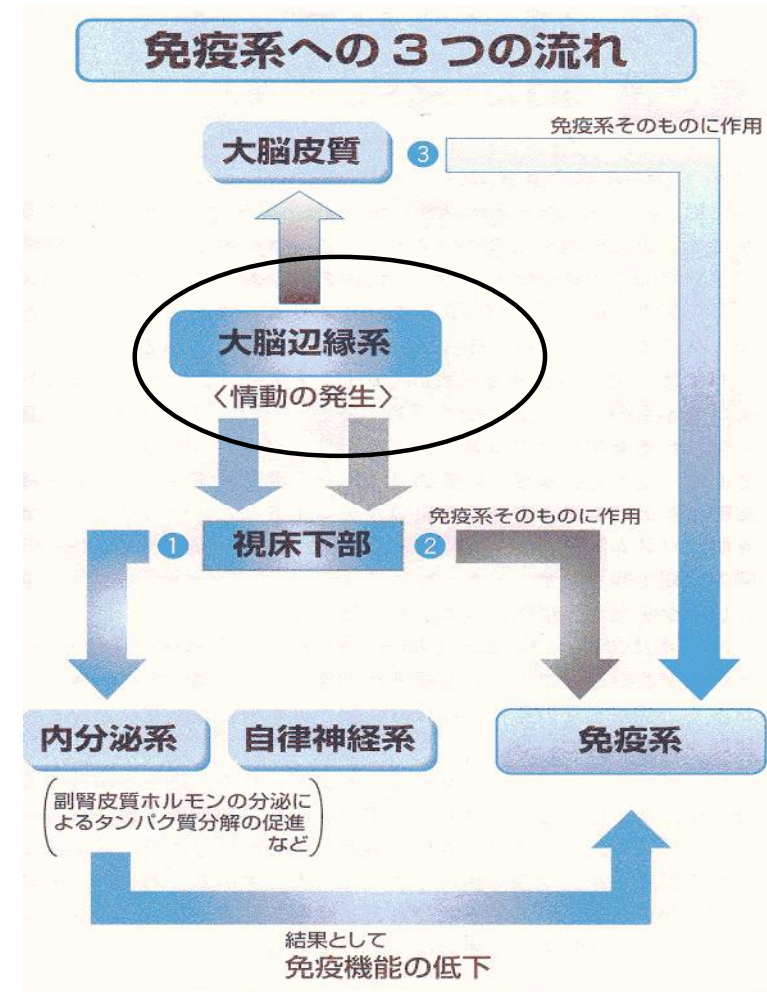 免疫系への3つの流れ
免疫系そのものに作用
大脳皮質
3
大脳辺縁系
〈情動の発生〉
免疫系そのものに作用
1
視床下部
2
内分泌系
自律神経系
免疫系
(副腎皮質ホルモンの分泌に
よるタンパク質分解の促進
など)
結果として
免疫機能の低下